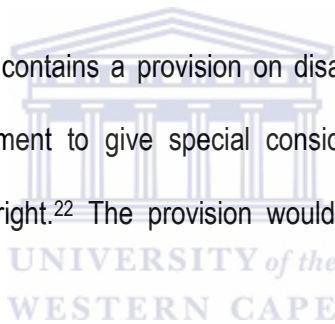 contains a provision on disa
ment to give special consid
right.²² The provision would
UNIVERSITY of the
WESTERN CAPE